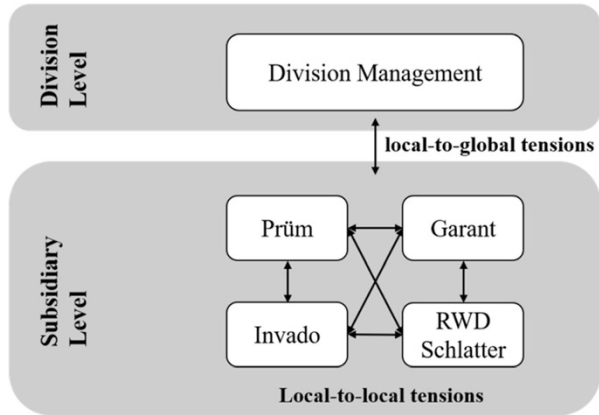 Division
Level
Division Management
local-to-global tensions
Subsidiary
Level
Prüm
Garant
Invado
RWD
Schlatter
Local-to-local tensions